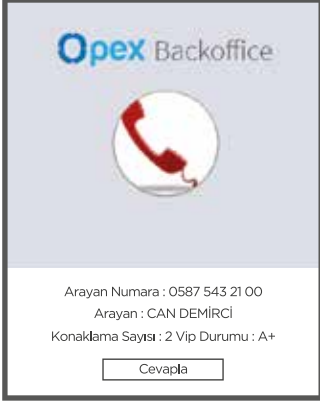 Opex Backoffice
Arayan Numara : 0587 543 21 00
Arayan : CAN DEMİRCİ
Konaklama Sayısı : 2 Vip Durumu : A+
Cevapla